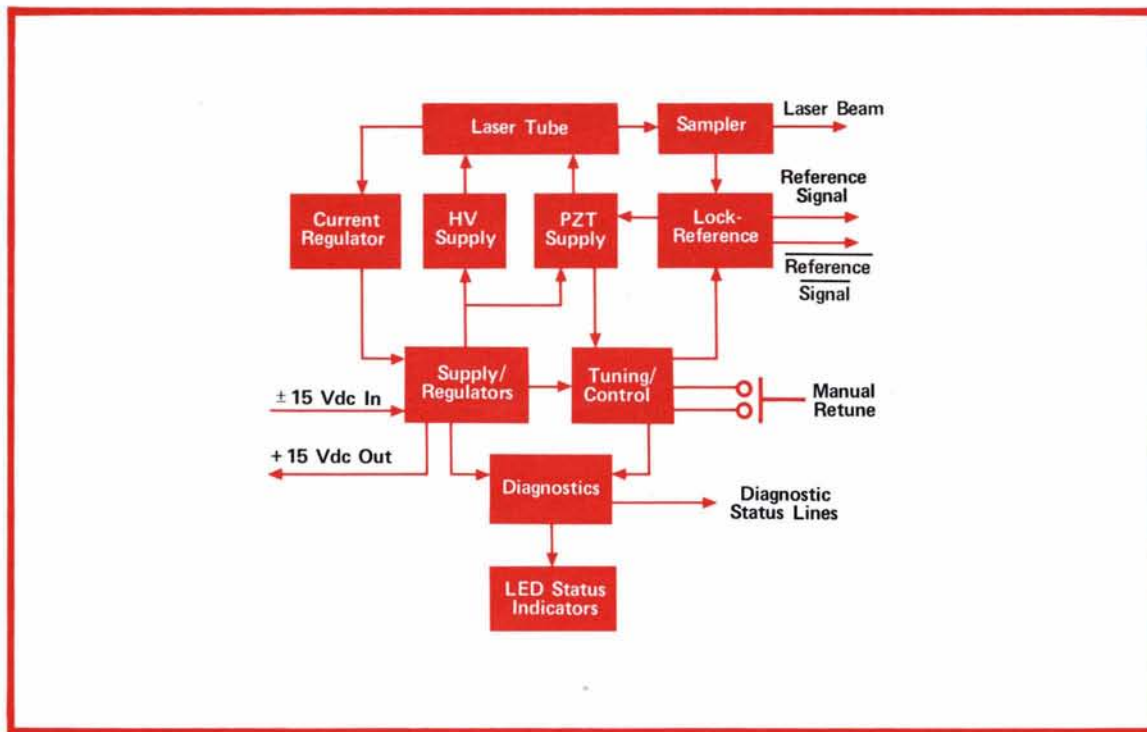 Laser Tube
Sampler
Laser Beam
Current
Regulator
HV
Supply
PZT
Supply
Lock-
Reference
Reference
Signal
Reference
Signal
Supply/
Regulators
Tuning/
Control
± 15 Vdc In
+ 15 Vdc Out
Manual
Retune
Diagnostics
Diagnostic
Status Lines
LED Status
Indicators